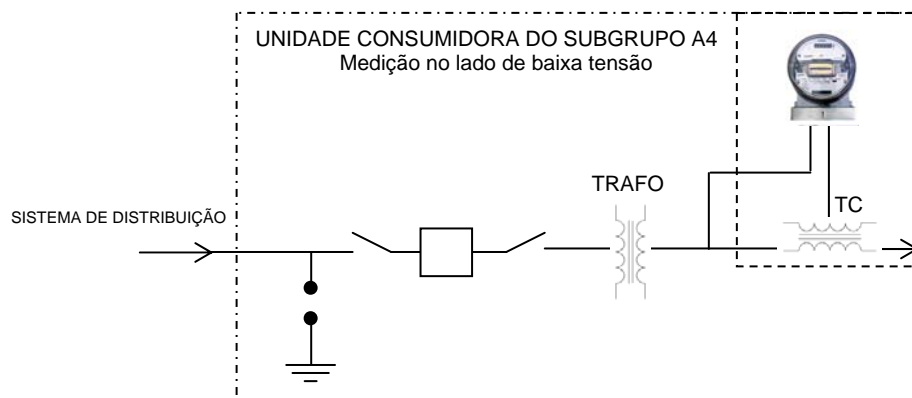 UNIDADE CONSUMIDORA DO SUBGRUPO A4
Medição no lado de baixa tensão
TRAFO
TC
SISTEMA DE DISTRIBUIÇÃO